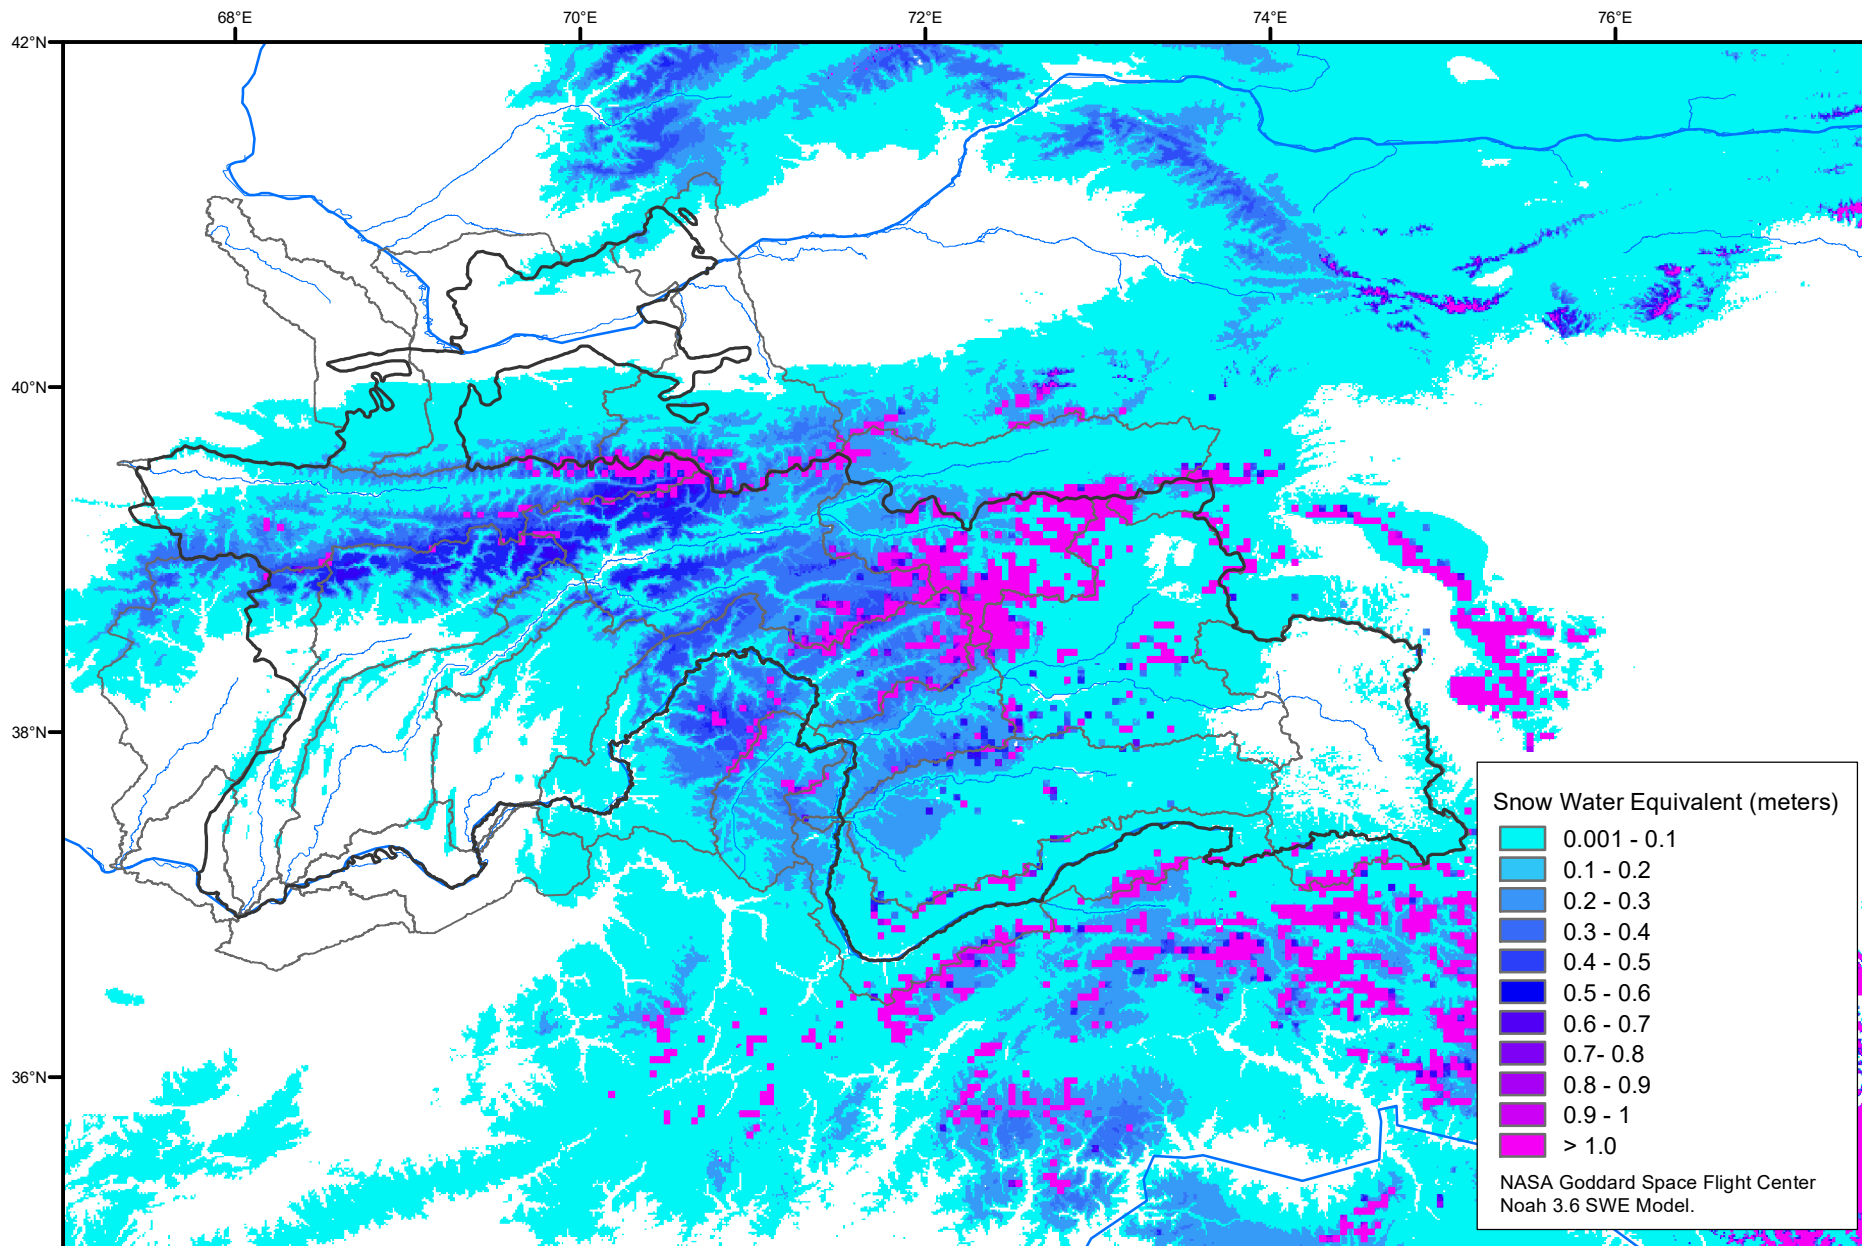 68°E 70°E 72°E 74°E 76°E
42°N
40°N
38°N
36°N
Snow Water Equivalent (meters)
0.001 - 0.1
0.1 - 0.2
0.2 - 0.3
0.3 - 0.4
0.4 - 0.5
0.5 - 0.6
0.6 - 0.7
0.7- 0.8
0.8 - 0.9
0.9 - 1
> 1.0
NASA Goddard Space Flight Center
Noah 3.6 SWE Model.